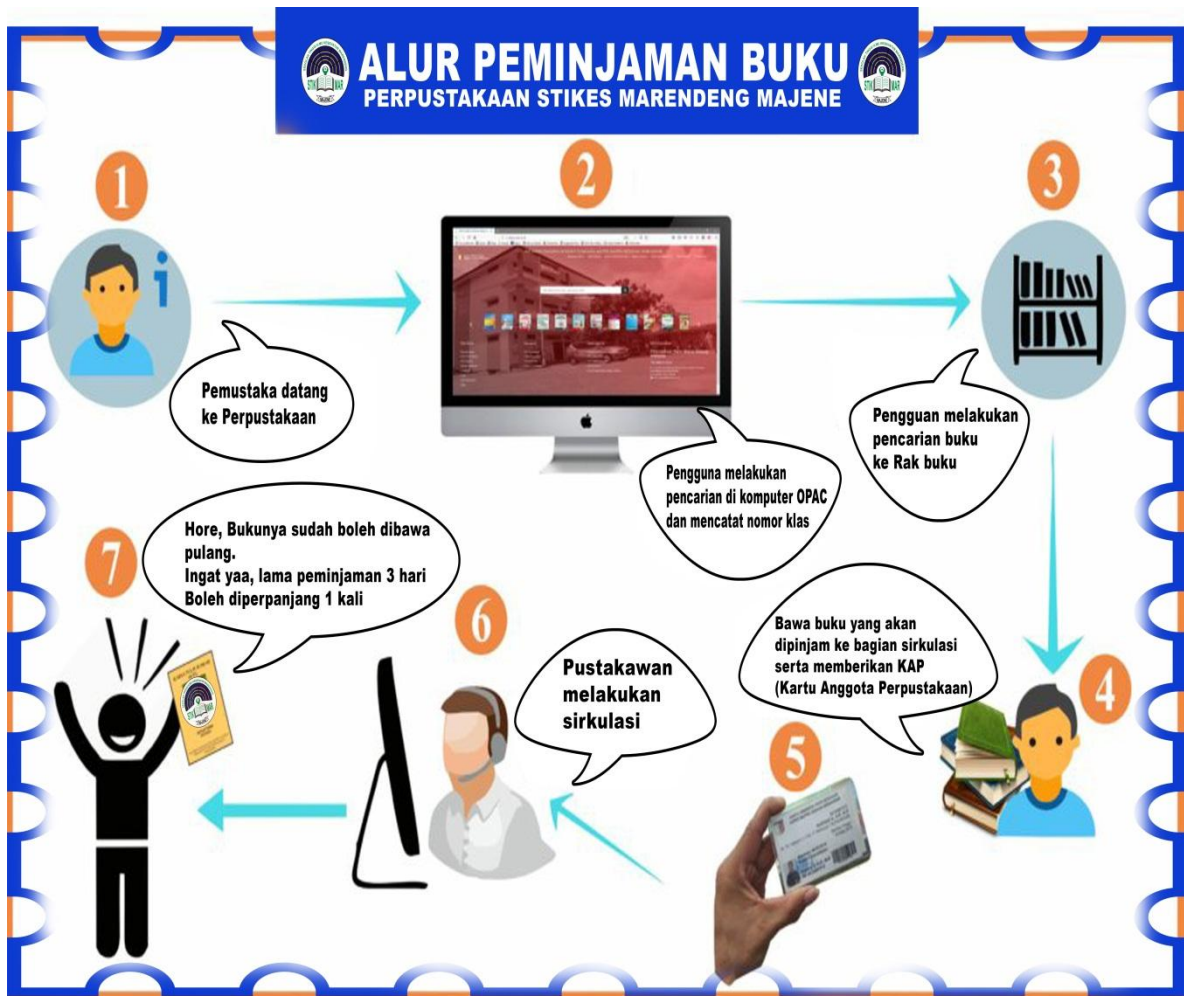 ALUR PEMINJAMAN BUKU
PERPUSTAKAAN STIKES MARENDENG MAJENE
1
2
3
Pemustaka datang
ke Perpustakaan
Pengguna melakukan
pencarian di komputer OPAC
dan mencatat nomor klas
Pengguan melakukan
pencarian buku
ke Rak buku
4
Bawa buku yang akan
dipinjam ke bagian sirkulasi
serta memberikan KAP
(Kartu Anggota Perpustakaan)
5
6
Pustakawan
melakukan
sirkulasi
7
Hore, Bukunya sudah boleh dibawa
pulang.
Ingat yaa, lama peminjaman 3 hari
Boleh diperpanjang 1 kali